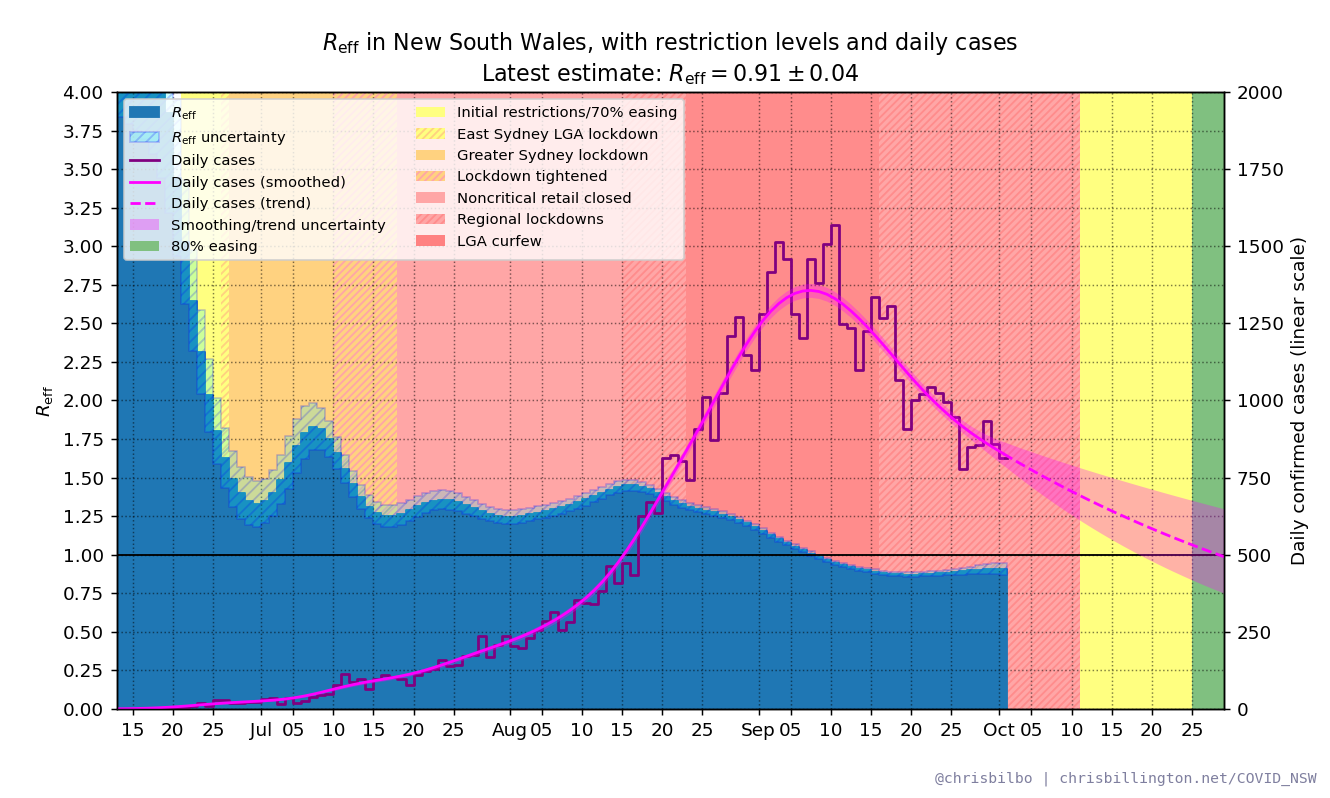 R_eff in New South Wales, with restriction levels and daily cases
Latest estimate: R_eff = 0.91 ± 0.04
R_eff
R_eff uncertainty
Daily cases
Daily cases (smoothed)
Daily cases (trend)
Smoothing/trend uncertainty
80% easing
Initial restrictions/70% easing
East Sydney LGA lockdown
Greater Sydney lockdown
Lockdown tightened
Noncritical retail closed
Regional lockdowns
LGA curfew
R_eff
4.00
3.75
3.50
3.25
3.00
2.75
2.50
2.25
2.00
1.75
1.50
1.25
1.00
0.75
0.50
0.25
0.00
2000
1750
1500
1250
1000
750
500
250
0
Daily confirmed cases (linear scale)
15 20 25 Jul 05 10 15 20 25 Aug 05 10 15 20 25 Sep 05 10 15 20 25 Oct 05 10 15 20 25
@chrisbilbo | chrisbillington.net/COVID_NSW